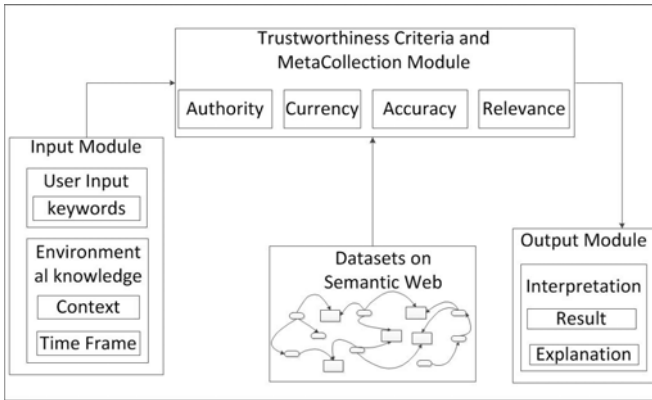 Trustworthiness Criteria and
MetaCollection Module
Authority
Currency
Accuracy
Relevance
Input Module
User Input
keywords
Environment
al knowledge
Context
Time Frame
Datasets on
Semantic Web
Output Module
Interpretation
Result
Explanation